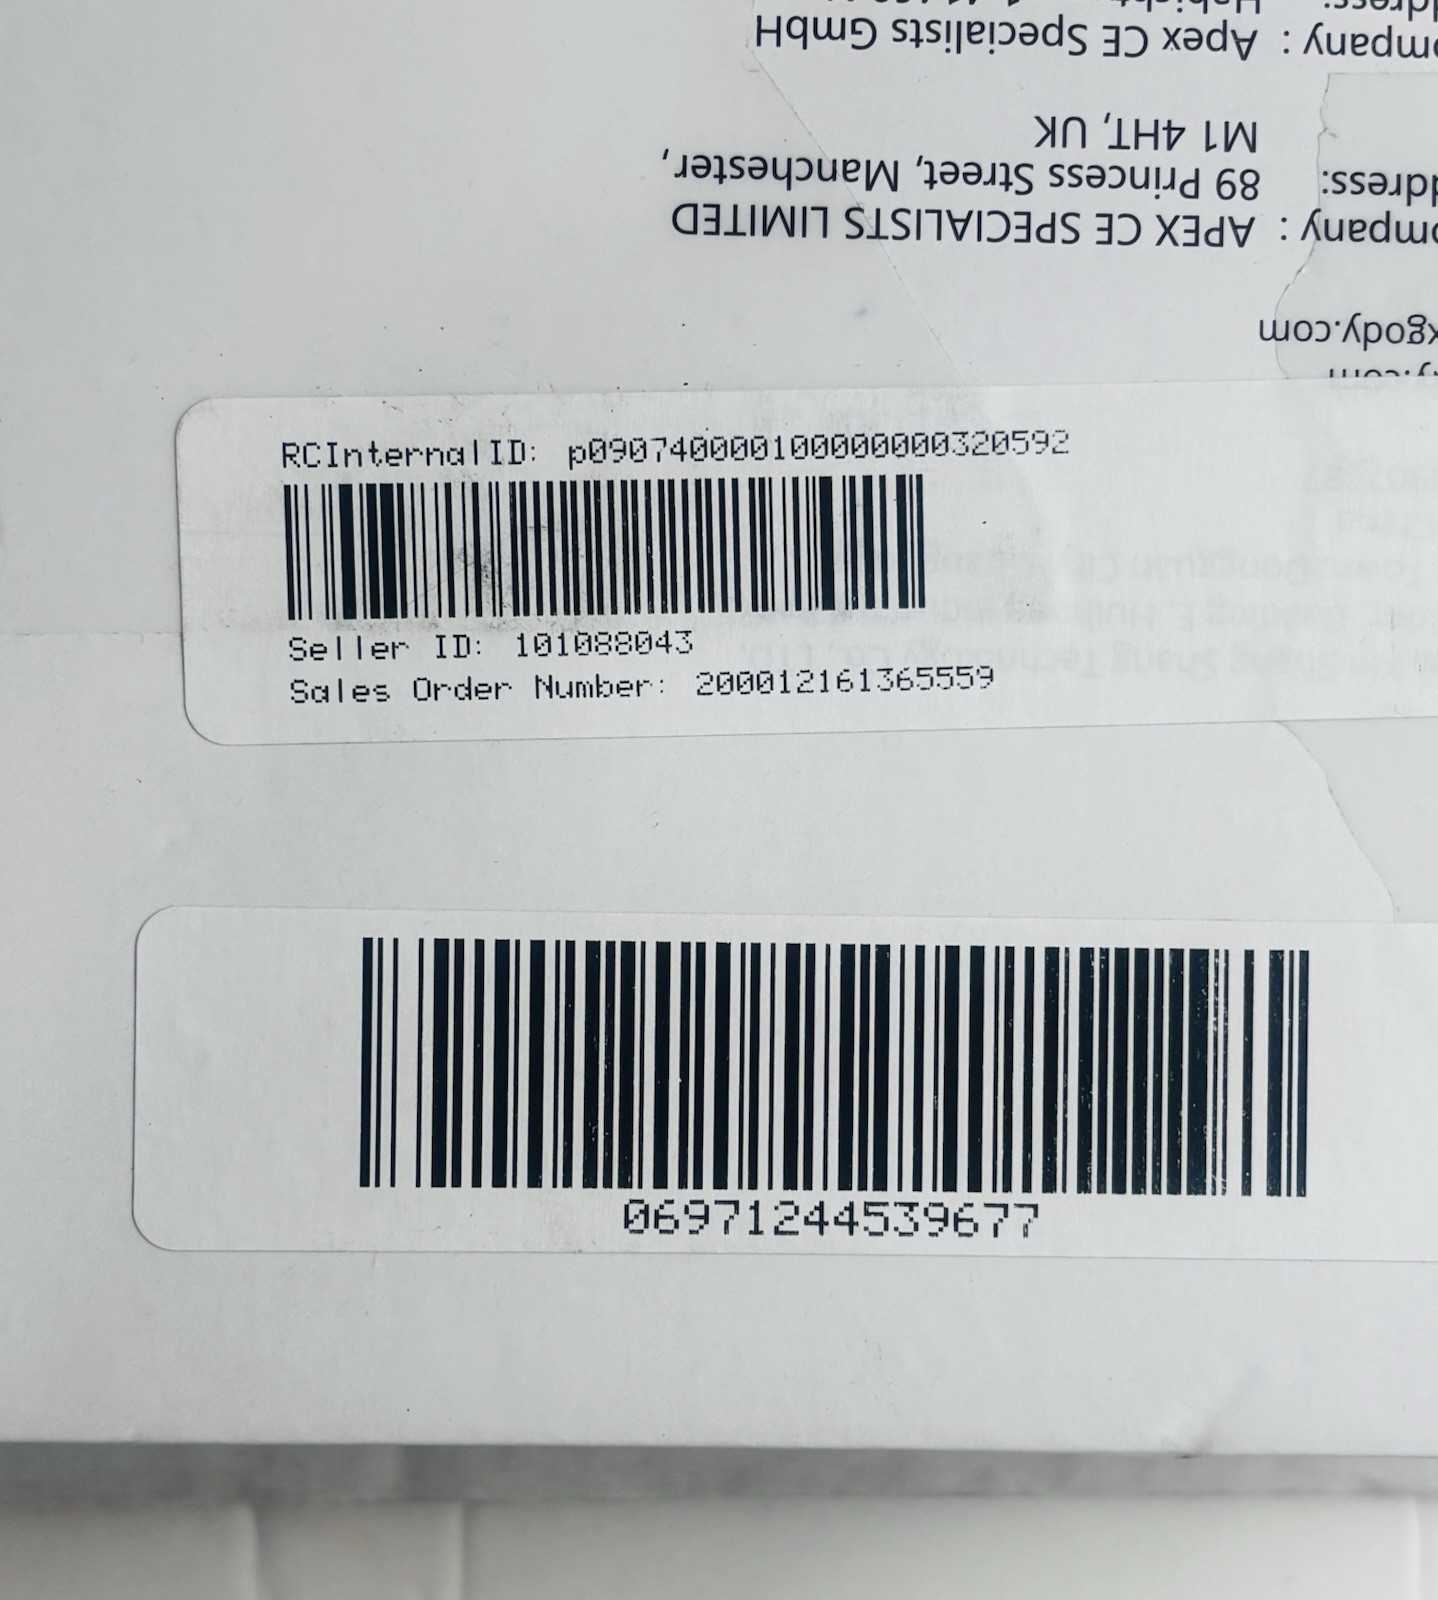 RCInternalID: p090740000100000000320592
Seller ID: 101088043
Sales Order Number: 200012161365559
06971244539677
xgody.com
ompany : APEX CE SPECIALISTS LIMITED
ddress: 89 Princess Street, Manchester,
M1 4HT, UK
ompany : Apex CE Specialists GmbH